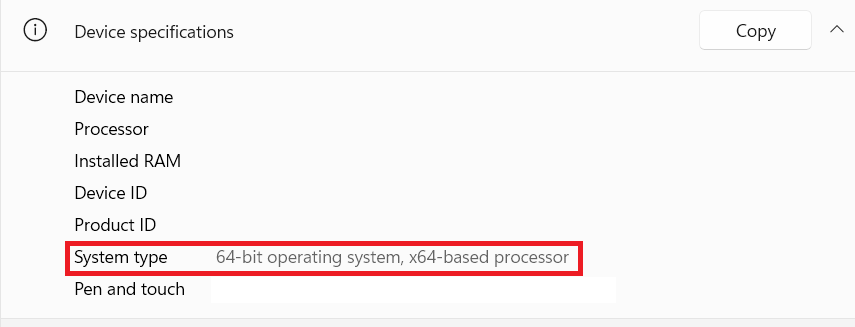 Device specifications Copy
Device name
Processor
Installed RAM
Device ID
Product ID
System type 64-bit operating system, x64-based processor
Pen and touch